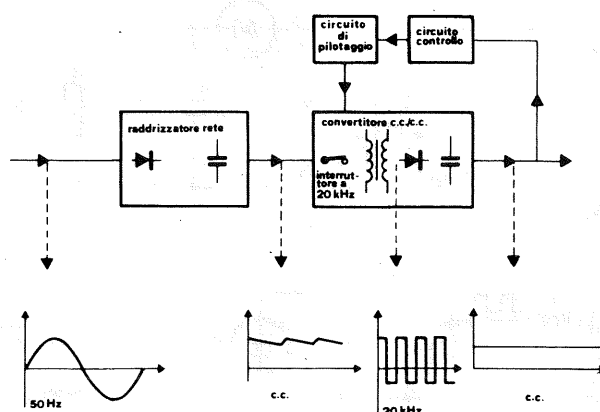 circuito
di
pilotaggio
circuito
controllo
raddrizzatore rete
convertitore c.c./c.c.
interrut-
tore a
20 kHz
50 Hz
c.c.
20 kHz
c.c.